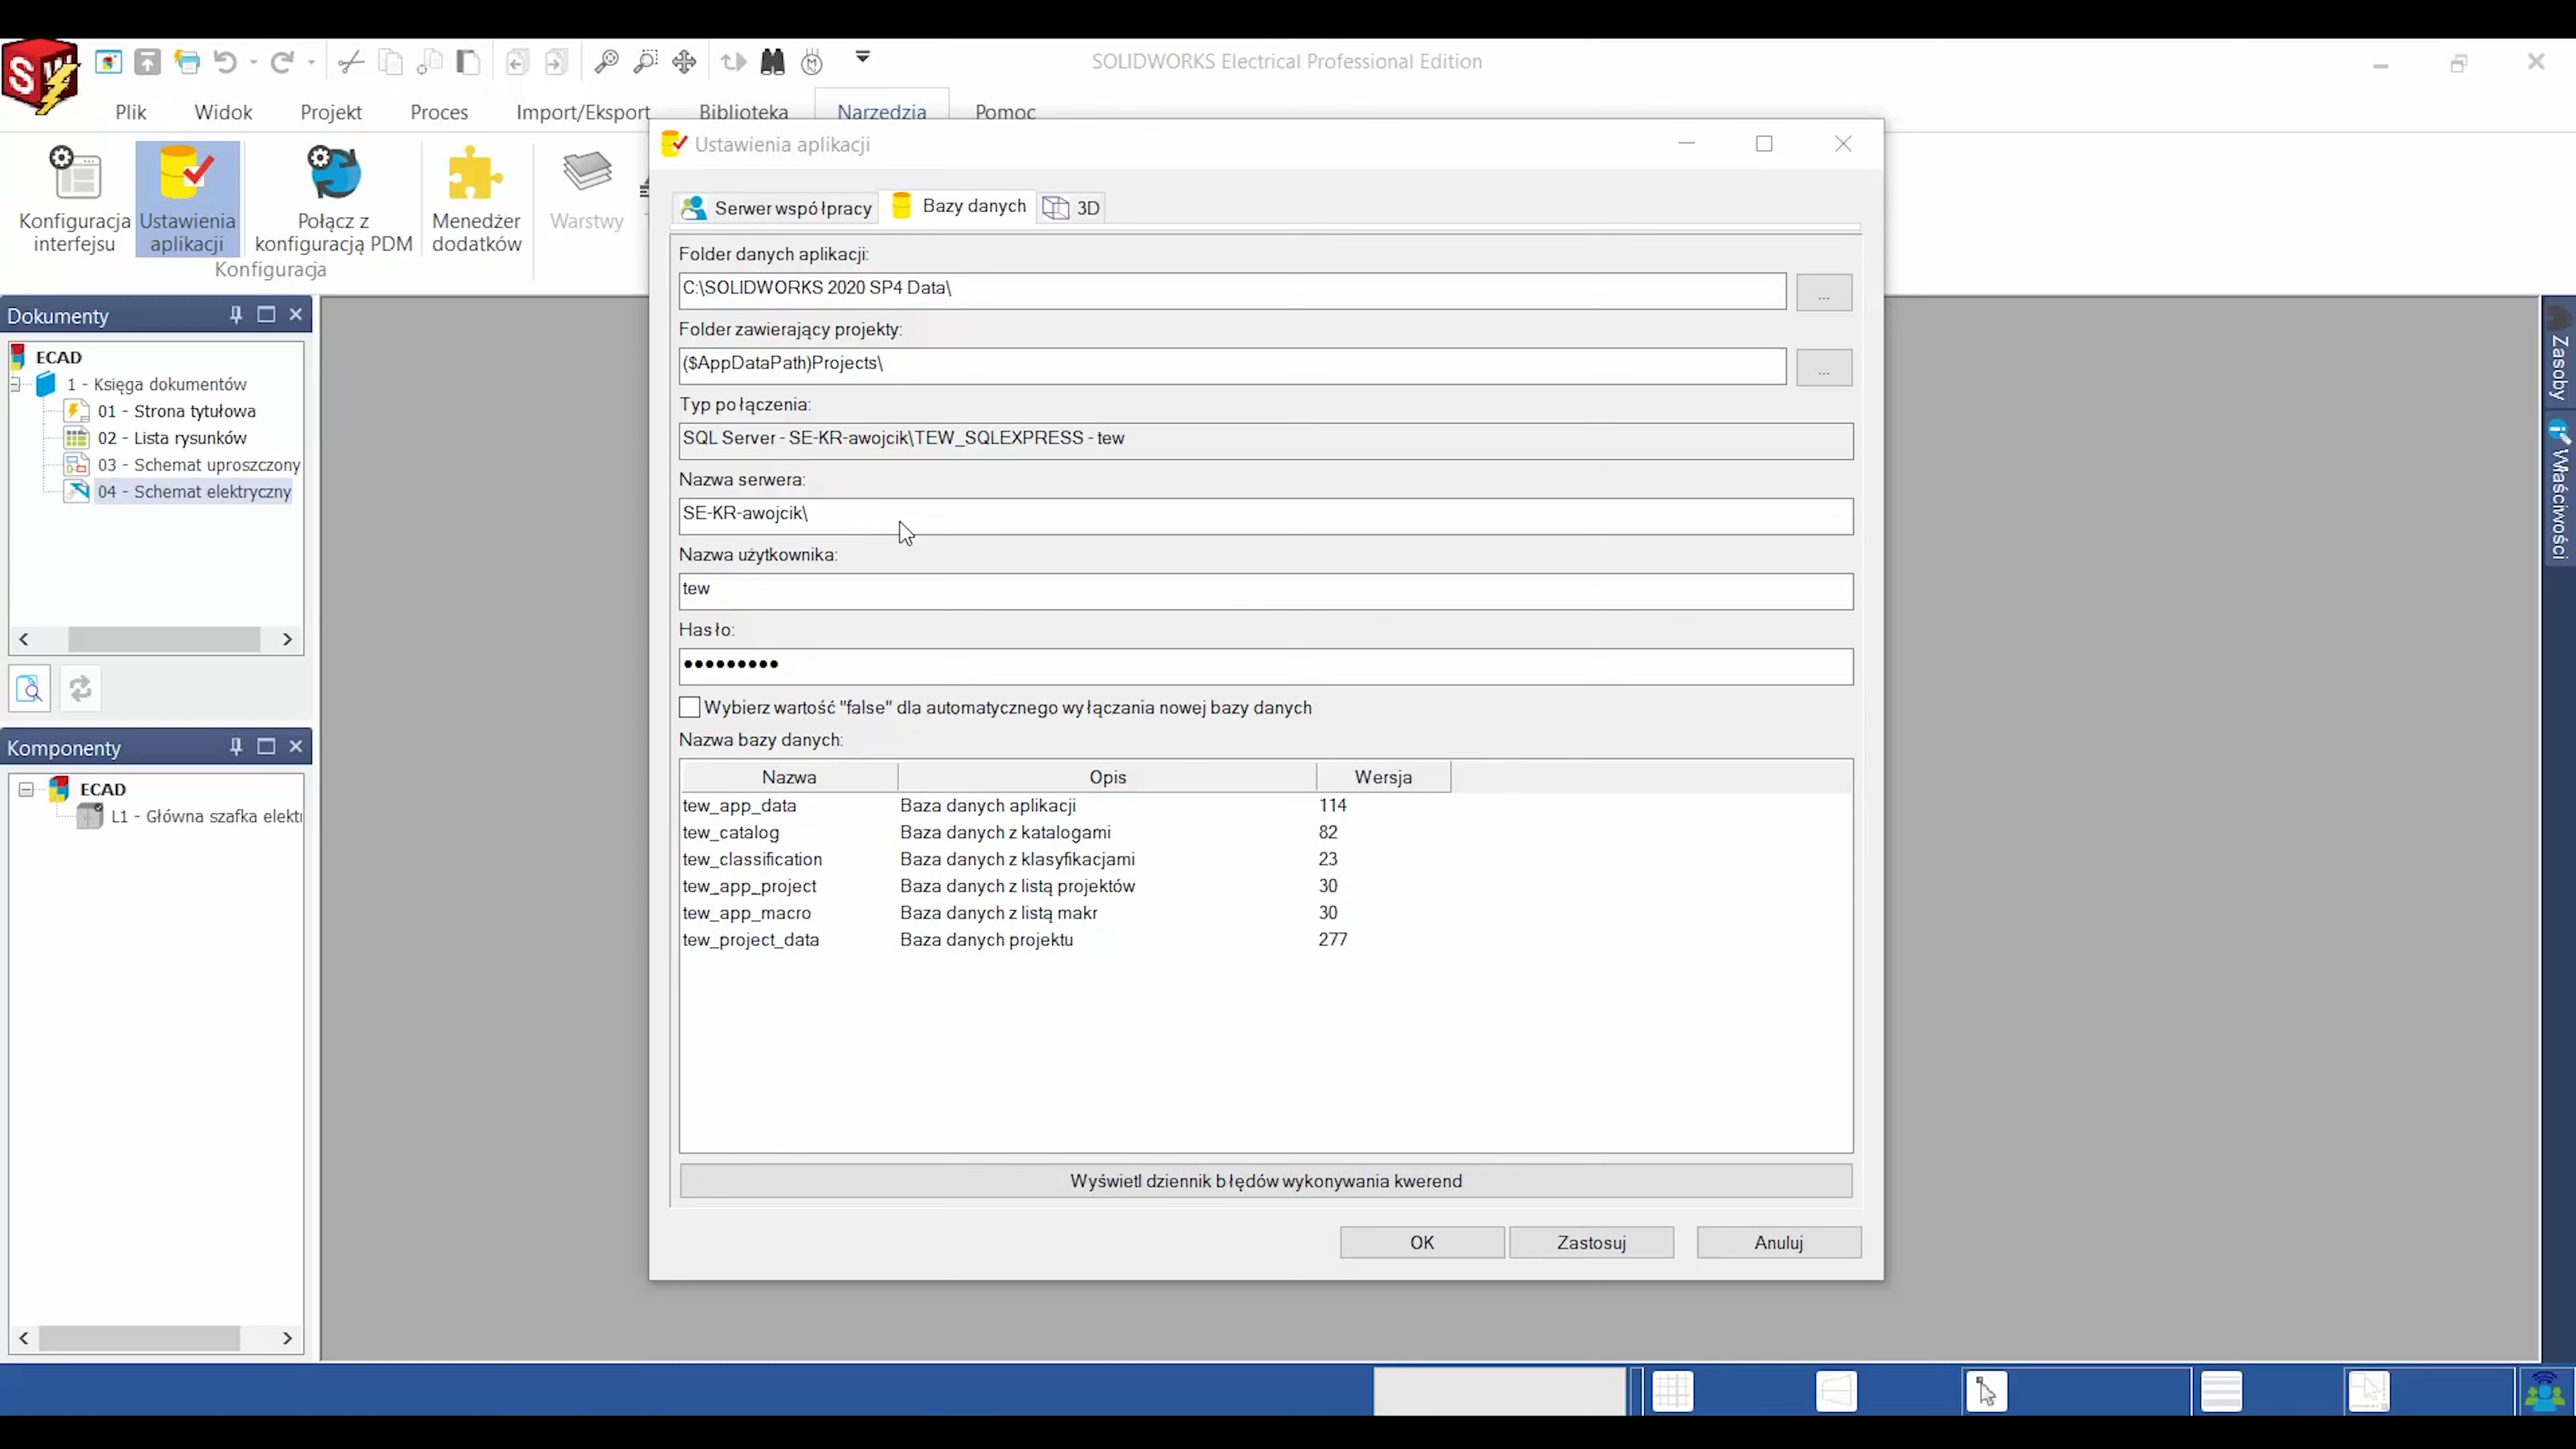 SOLIDWORKS Electrical Professional Edition
Plik Widok Projekt Proces Import/Eksport Biblioteka Narzędzia Pomoc
Konfiguracja interfejsu
Ustawienia aplikacji
Połącz z konfiguracją PDM
Menedżer dodatków
Warstwy
Konfiguracja
Dokumenty
ECAD
1 - Księga dokumentów
01 - Strona tytułowa
02 - Lista rysunków
03 - Schemat uproszczony
04 - Schemat elektryczny
Komponenty
ECAD
L1 - Główna szafka elekt
Ustawienia aplikacji
Serwer współpracy Bazy danych 3D
Folder danych aplikacji:
C:\SOLIDWORKS 2020 SP4 Data\
...
Folder zawierający projekty:
($AppDataPath)Projects\
...
Typ połączenia:
SQL Server - SE-KR-awojcik\TEW_SQLEXPRESS - tew
Nazwa serwera:
SE-KR-awojcik\
Nazwa użytkownika:
tew
Hasło:
•••••••••
Wybierz wartość "false" dla automatycznego wyłączania nowej bazy danych
Nazwa bazy danych:
Nazwa Opis Wersja
tew_app_data Baza danych aplikacji 114
tew_catalog Baza danych z katalogami 82
tew_classification Baza danych z klasyfikacjami 23
tew_app_project Baza danych z listą projektów 30
tew_app_macro Baza danych z listą makr 30
tew_project_data Baza danych projektu 277
Wyświetl dziennik błędów wykonywania kwerend
OK Zastosuj Anuluj
Zasoby
Właściwości